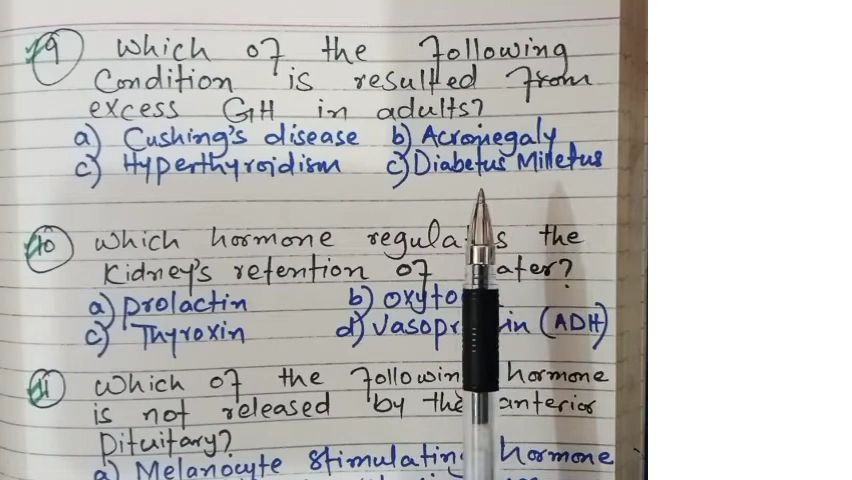 9 Which of the following
Condition is resulted from
excess GH in adults?
a) Cushing's disease b) Acromegaly
c) Hyperthyroidism c) Diabetus Milletus
10 which hormone regula s the
Kidney's retention of ater?
a) prolactin b) oxyto
c) Thyroxin d) Vasopr in (ADH)
11 which of the followin hormone
is not released by the anterior
Pituitary?
a) Melanocyte stimulating hormone